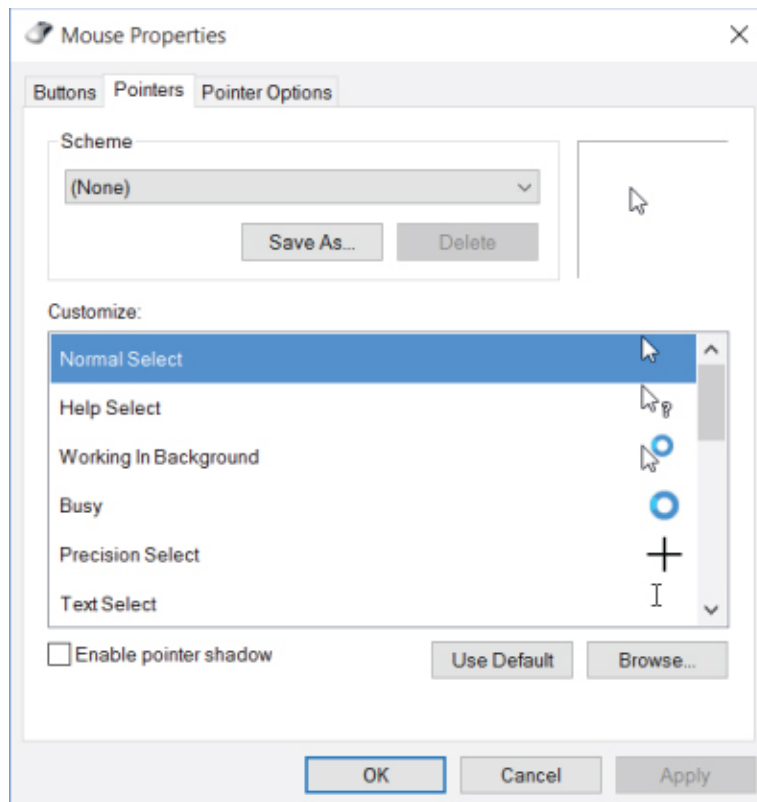 Mouse Properties
Buttons Pointers Pointer Options
Scheme
(None)
Save As... Delete
Customize:
Normal Select
Help Select
Working In Background
Busy
Precision Select
Text Select
Enable pointer shadow Use Default Browse...
OK Cancel Apply